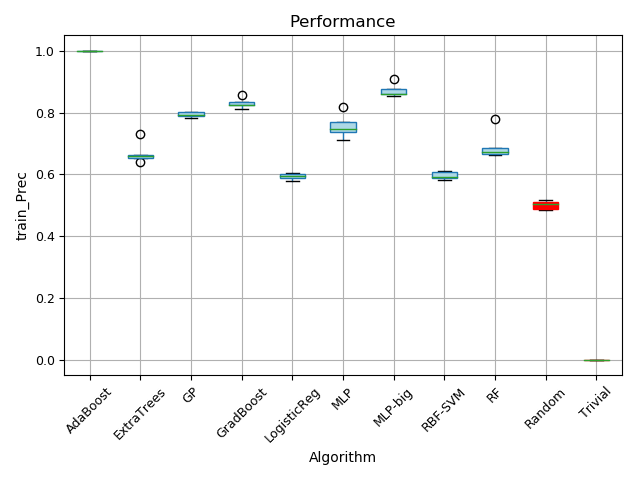 Performance
train_Prec
1.0
0.8
0.6
0.4
0.2
0.0
AdaBoost
ExtraTrees
GP
GradBoost
LogisticReg
MLP
MLP-big
RBF-SVM
RF
Random
Trivial
Algorithm